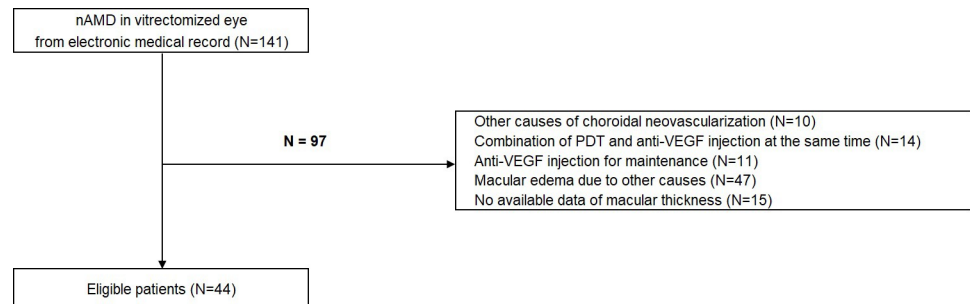 nAMD in vitrectomized eye
from electronic medical record (N=141)
N = 97
Other causes of choroidal neovascularization (N=10)
Combination of PDT and anti-VEGF injection at the same time (N=14)
Anti-VEGF injection for maintenance (N=11)
Macular edema due to other causes (N=47)
No available data of macular thickness (N=15)
Eligible patients (N=44)